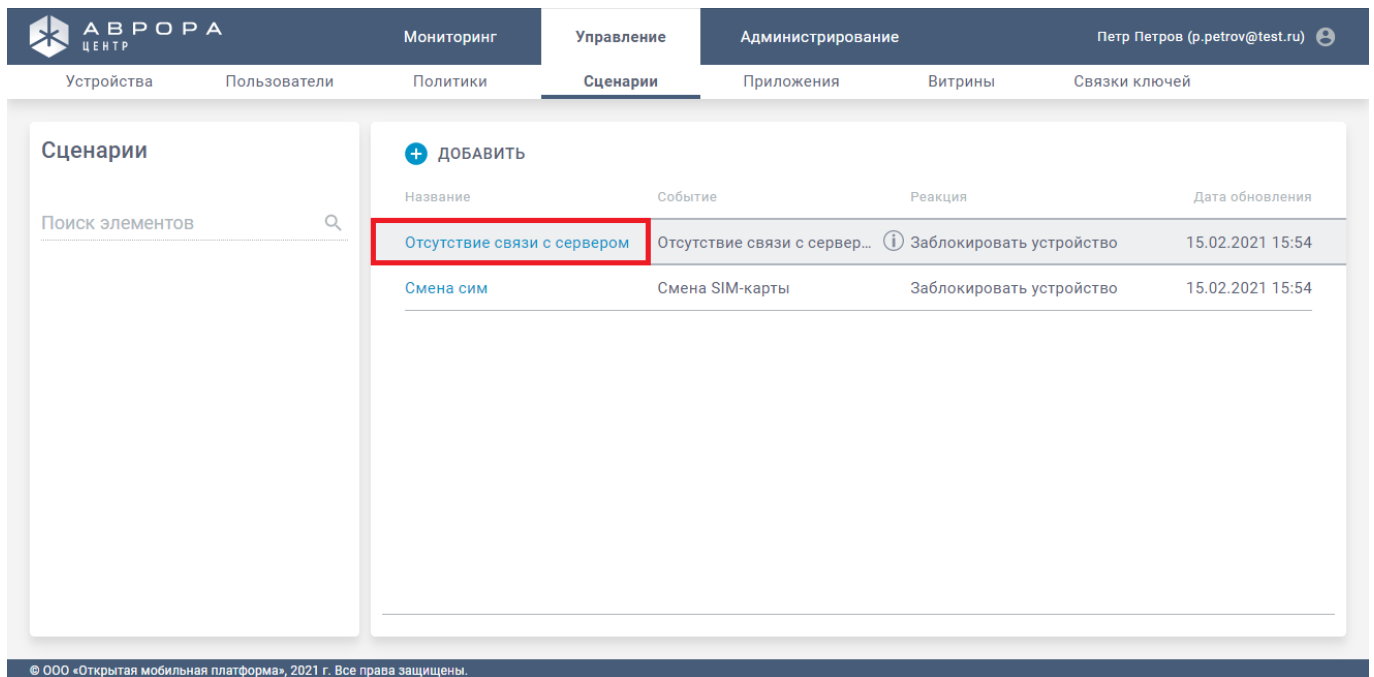 АВРОРА
ЦЕНТР
Мониторинг Управление Администрирование Петр Петров (p.petrov@test.ru)
Устройства Пользователи Политики Сценарии Приложения Витрины Связки ключей
Сценарии
Поиск элементов
ДОБАВИТЬ
Название Событие Реакция Дата обновления
Отсутствие связи с сервером Отсутствие связи с сервер... Заблокировать устройство 15.02.2021 15:54
Смена сим Смена SIM-карты Заблокировать устройство 15.02.2021 15:54
© ООО «Открытая мобильная платформа», 2021 г. Все права защищены.